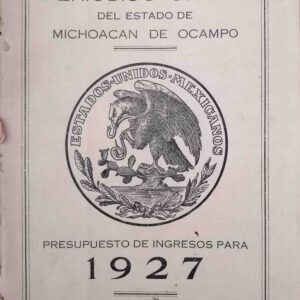 DEL ESTADO DE
MICHOACAN DE OCAMPO
ESTADOS·UNIDOS·MEXICANOS
PRESUPUESTO DE INGRESOS PARA
1927